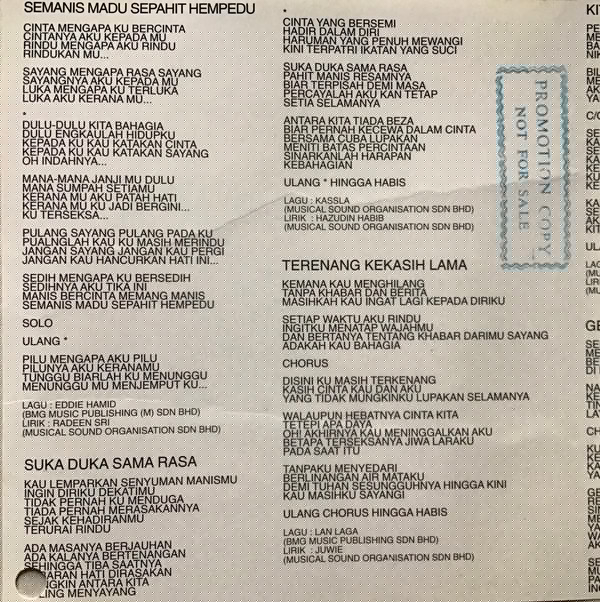 SEMANIS MADU SEPAHIT HEMPEDU
CINTA MENGAPA KU BERCINTA
CINTANYA AKU KEPADA MU
RINDU MENGAPA AKU RINDU
RINDUKAN MU...
SAYANG MENGAPA RASA SAYANG
SAYANGNYA AKU KEPADA MU
LUKA MENGAPA KU TERLUKA
LUKA AKU KERANA MU...
*
DULU-DULU KITA BAHAGIA
DULU ENGKAULAH HIDUPKU
KEPADA KU KAU KATAKAN CINTA
KEPADA KU KAU KATAKAN SAYANG
OH INDAHNYA...
MANA-MANA JANJI MU DULU
MANA SUMPAH SETIAMU
KERANA MU AKU PATAH HATI
KERANA MU KU JADI BERGINI...
KU TERSEKSA...
PULANG SAYANG PULANG PADA KU
PUALNGLAH KAU KU MASIH MERINDU
JANGAN SAYANG JANGAN KAU PERGI
JANGAN KAU HANCURKAN HATI INI...
SEDIH MENGAPA KU BERSEDIH
SEDIHNYA AKU TIKA INI
MANIS BERCINTA MEMANG MANIS
SEMANIS MADU SEPAHIT HEMPEDU
SOLO
ULANG *
PILU MENGAPA AKU PILU
PILUNYA AKU KERANAMU
TUNGGU BIARLAH KU MENUNGGU
MENUNGGU MU MENJEMPUT KU...
LAGU : EDDIE HAMID
(BMG MUSIC PUBLISHING (M) SDN BHD)
LIRIK : RADEEN SRI
(MUSICAL SOUND ORGANISATION SDN BHD)
SUKA DUKA SAMA RASA
KAU LEMPARKAN SENYUMAN MANISMU
INGIN DIRIKU DEKATIMU
TIDAK PERNAH KU MENDUGA
TIADA PERNAH MERASAKANNYA
SEJAK KEHADIRANMU
TERURAI RINDU
ADA MASANYA BERJAUHAN
ADA KALANYA BERTENANGAN
SEHINGGA TIBA SAATNYA
HATI DIRASAKAN
ANTARA KITA
MENYAYANG
*
CINTA YANG BERSEMI
HADIR DALAM DIRI
HARUMAN YANG PENUH MEWANGI
KINI TERPATRI IKATAN YANG SUCI
SUKA DUKA SAMA RASA
PAHIT MANIS RESAMNYA
BIAR TERPISAH DEMI MASA
PERCAYALAH AKU KAN TETAP
SETIA SELAMANYA
ANTARA KITA TIADA BEZA
BIAR PERNAH KECEWA DALAM CINTA
BERSAMA CUBA LUPAKAN
MENITI BATAS PERCINTAAN
SINARKANLAH HARAPAN
KEBAHAGIAN
ULANG * HINGGA HABIS
LAGU : KASSLA
(MUSICAL SOUND ORGANISATION SDN BHD)
LIRIK : HAZUDIN HABIB
(MUSICAL SOUND ORGANISATION SDN BHD)
TERENANG KEKASIH LAMA
KEMANA KAU MENGHILANG
TANPA KHABAR DAN BERITA
MASIHKAH KAU INGAT LAGI KEPADA DIRIKU
SETIAP WAKTU AKU RINDU
INGITKU MENATAP WAJAHMU
DAN BERTANYA TENTANG KHABAR DARIMU SAYANG
ADAKAH KAU BAHAGIA
CHORUS
DISINI KU MASIH TERKENANG
KASIH CINTA KAU DAN AKU
YANG TIDAK MUNGKINKU LUPAKAN SELAMANYA
WALAUPUN HEBATNYA CINTA KITA
TETEPI APA DAYA
OH! AKHIRNYA KAU MENINGGALKAN AKU
BETAPA TERSEKSANYA JIWA LARAKU
PADA SAAT ITU
TANPAKU MENYEDARI
BERLINANGAN AIR MATAKU
DEMI TUHAN SESUNGGUHNYA HINGGA KINI
KAU MASIHKU SAYANGI
ULANG CHORUS HINGGA HABIS
LAGU : LAN LAGA
(BMG MUSIC PUBLISHING SDN BHD)
LIRIK : JUWIE
(MUSICAL SOUND ORGANISATION SDN BHD)
PROMOTION COPY
NOT FOR SALE